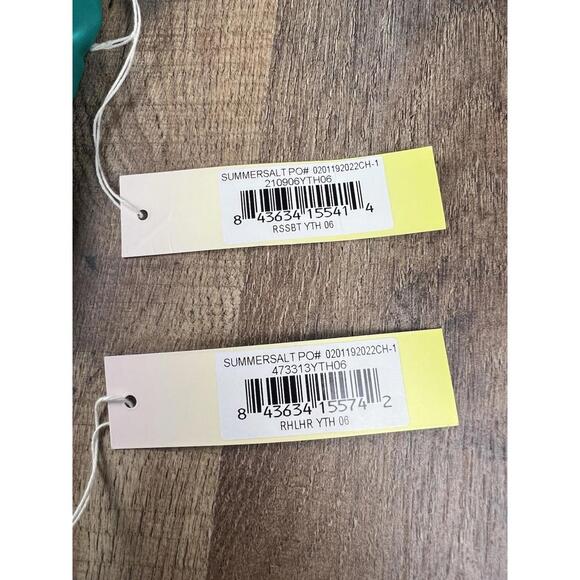 SUMMERSALT PO# 0201192022CH-1
210906YTH06
8 43634 15541 4
RSSBT YTH 06
SUMMERSALT PO# 0201192022CH-1
473313YTH06
8 43634 15574 2
RHLHR YTH 06